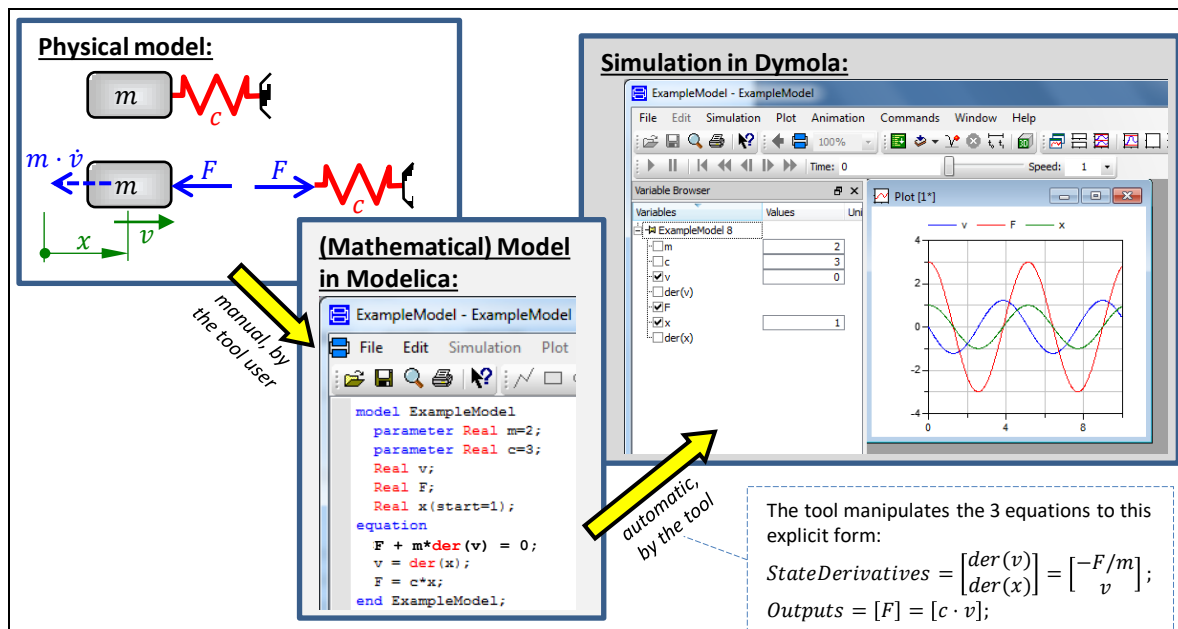 Physical model:
m
c
m · v̇
m
F
F
c
x
v
manual, by
the tool user
(Mathematical) Model
in Modelica:
ExampleModel - ExampleModel
File Edit Simulation Plot
model ExampleModel
parameter Real m=2;
parameter Real c=3;
Real v;
Real F;
Real x(start=1);
equation
F + m*der(v) = 0;
v = der(x);
F = c*x;
end ExampleModel;
automatic,
by the tool
Simulation in Dymola:
ExampleModel - ExampleModel
File Edit Simulation Plot Animation Commands Window Help
100%
Time: 0 Speed: 1
Variable Browser
Variables Values Uni
ExampleModel 8
m 2
c 3
v 0
der(v)
F
x 1
der(x)
Plot [1*]
v F x
4
2
0
-2
-4
0 4 8
The tool manipulates the 3 equations to this
explicit form:
StateDerivatives = [der(v) der(x)] = [−F/m v];
Outputs = [F] = [c · v];